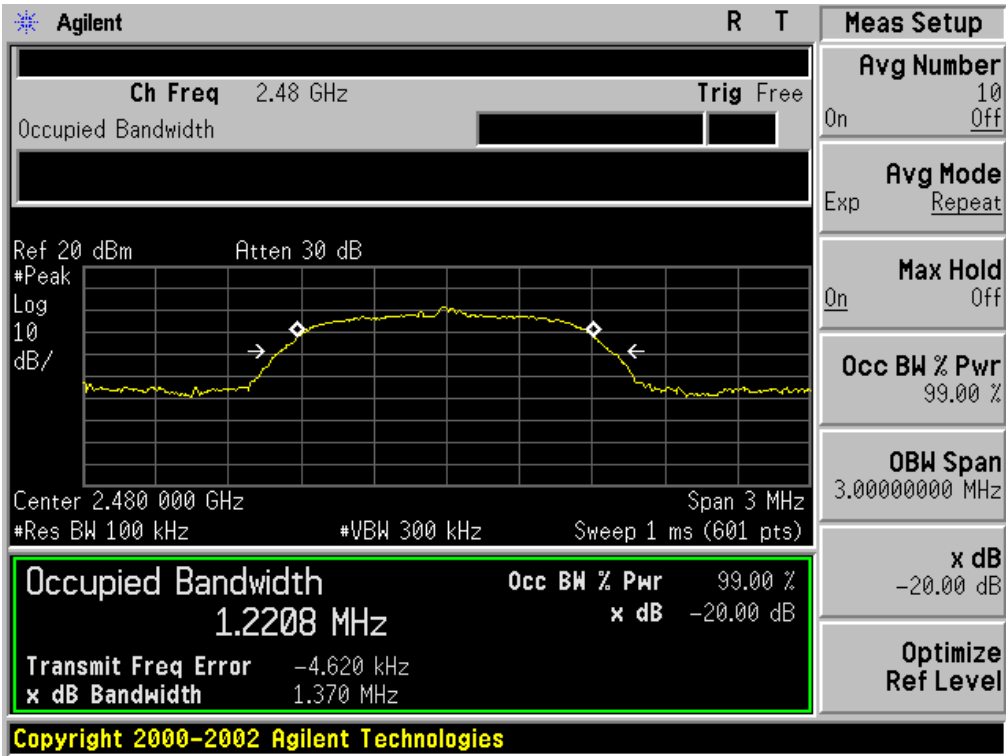 Agilent R T
Ch Freq 2.48 GHz Trig Free
Occupied Bandwidth
Ref 20 dBm Atten 30 dB
#Peak
Log
10
dB/
Center 2.480 000 GHz Span 3 MHz
#Res BW 100 kHz #VBW 300 kHz Sweep 1 ms (601 pts)
Occupied Bandwidth
1.2208 MHz
Occ BW % Pwr 99.00 %
x dB -20.00 dB
Transmit Freq Error -4.620 kHz
x dB Bandwidth 1.370 MHz
Copyright 2000-2002 Agilent Technologies
Meas Setup
Avg Number
10
On Off
Avg Mode
Exp Repeat
Max Hold
On Off
Occ BW % Pwr
99.00 %
OBW Span
3.00000000 MHz
x dB
-20.00 dB
Optimize
Ref Level